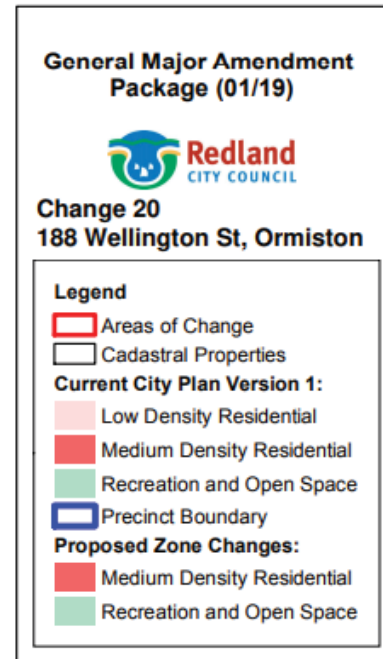 General Major Amendment
Package (01/19)
Redland
CITY COUNCIL
Change 20
188 Wellington St, Ormiston
Legend
Areas of Change
Cadastral Properties
Current City Plan Version 1:
Low Density Residential
Medium Density Residential
Recreation and Open Space
Precinct Boundary
Proposed Zone Changes:
Medium Density Residential
Recreation and Open Space